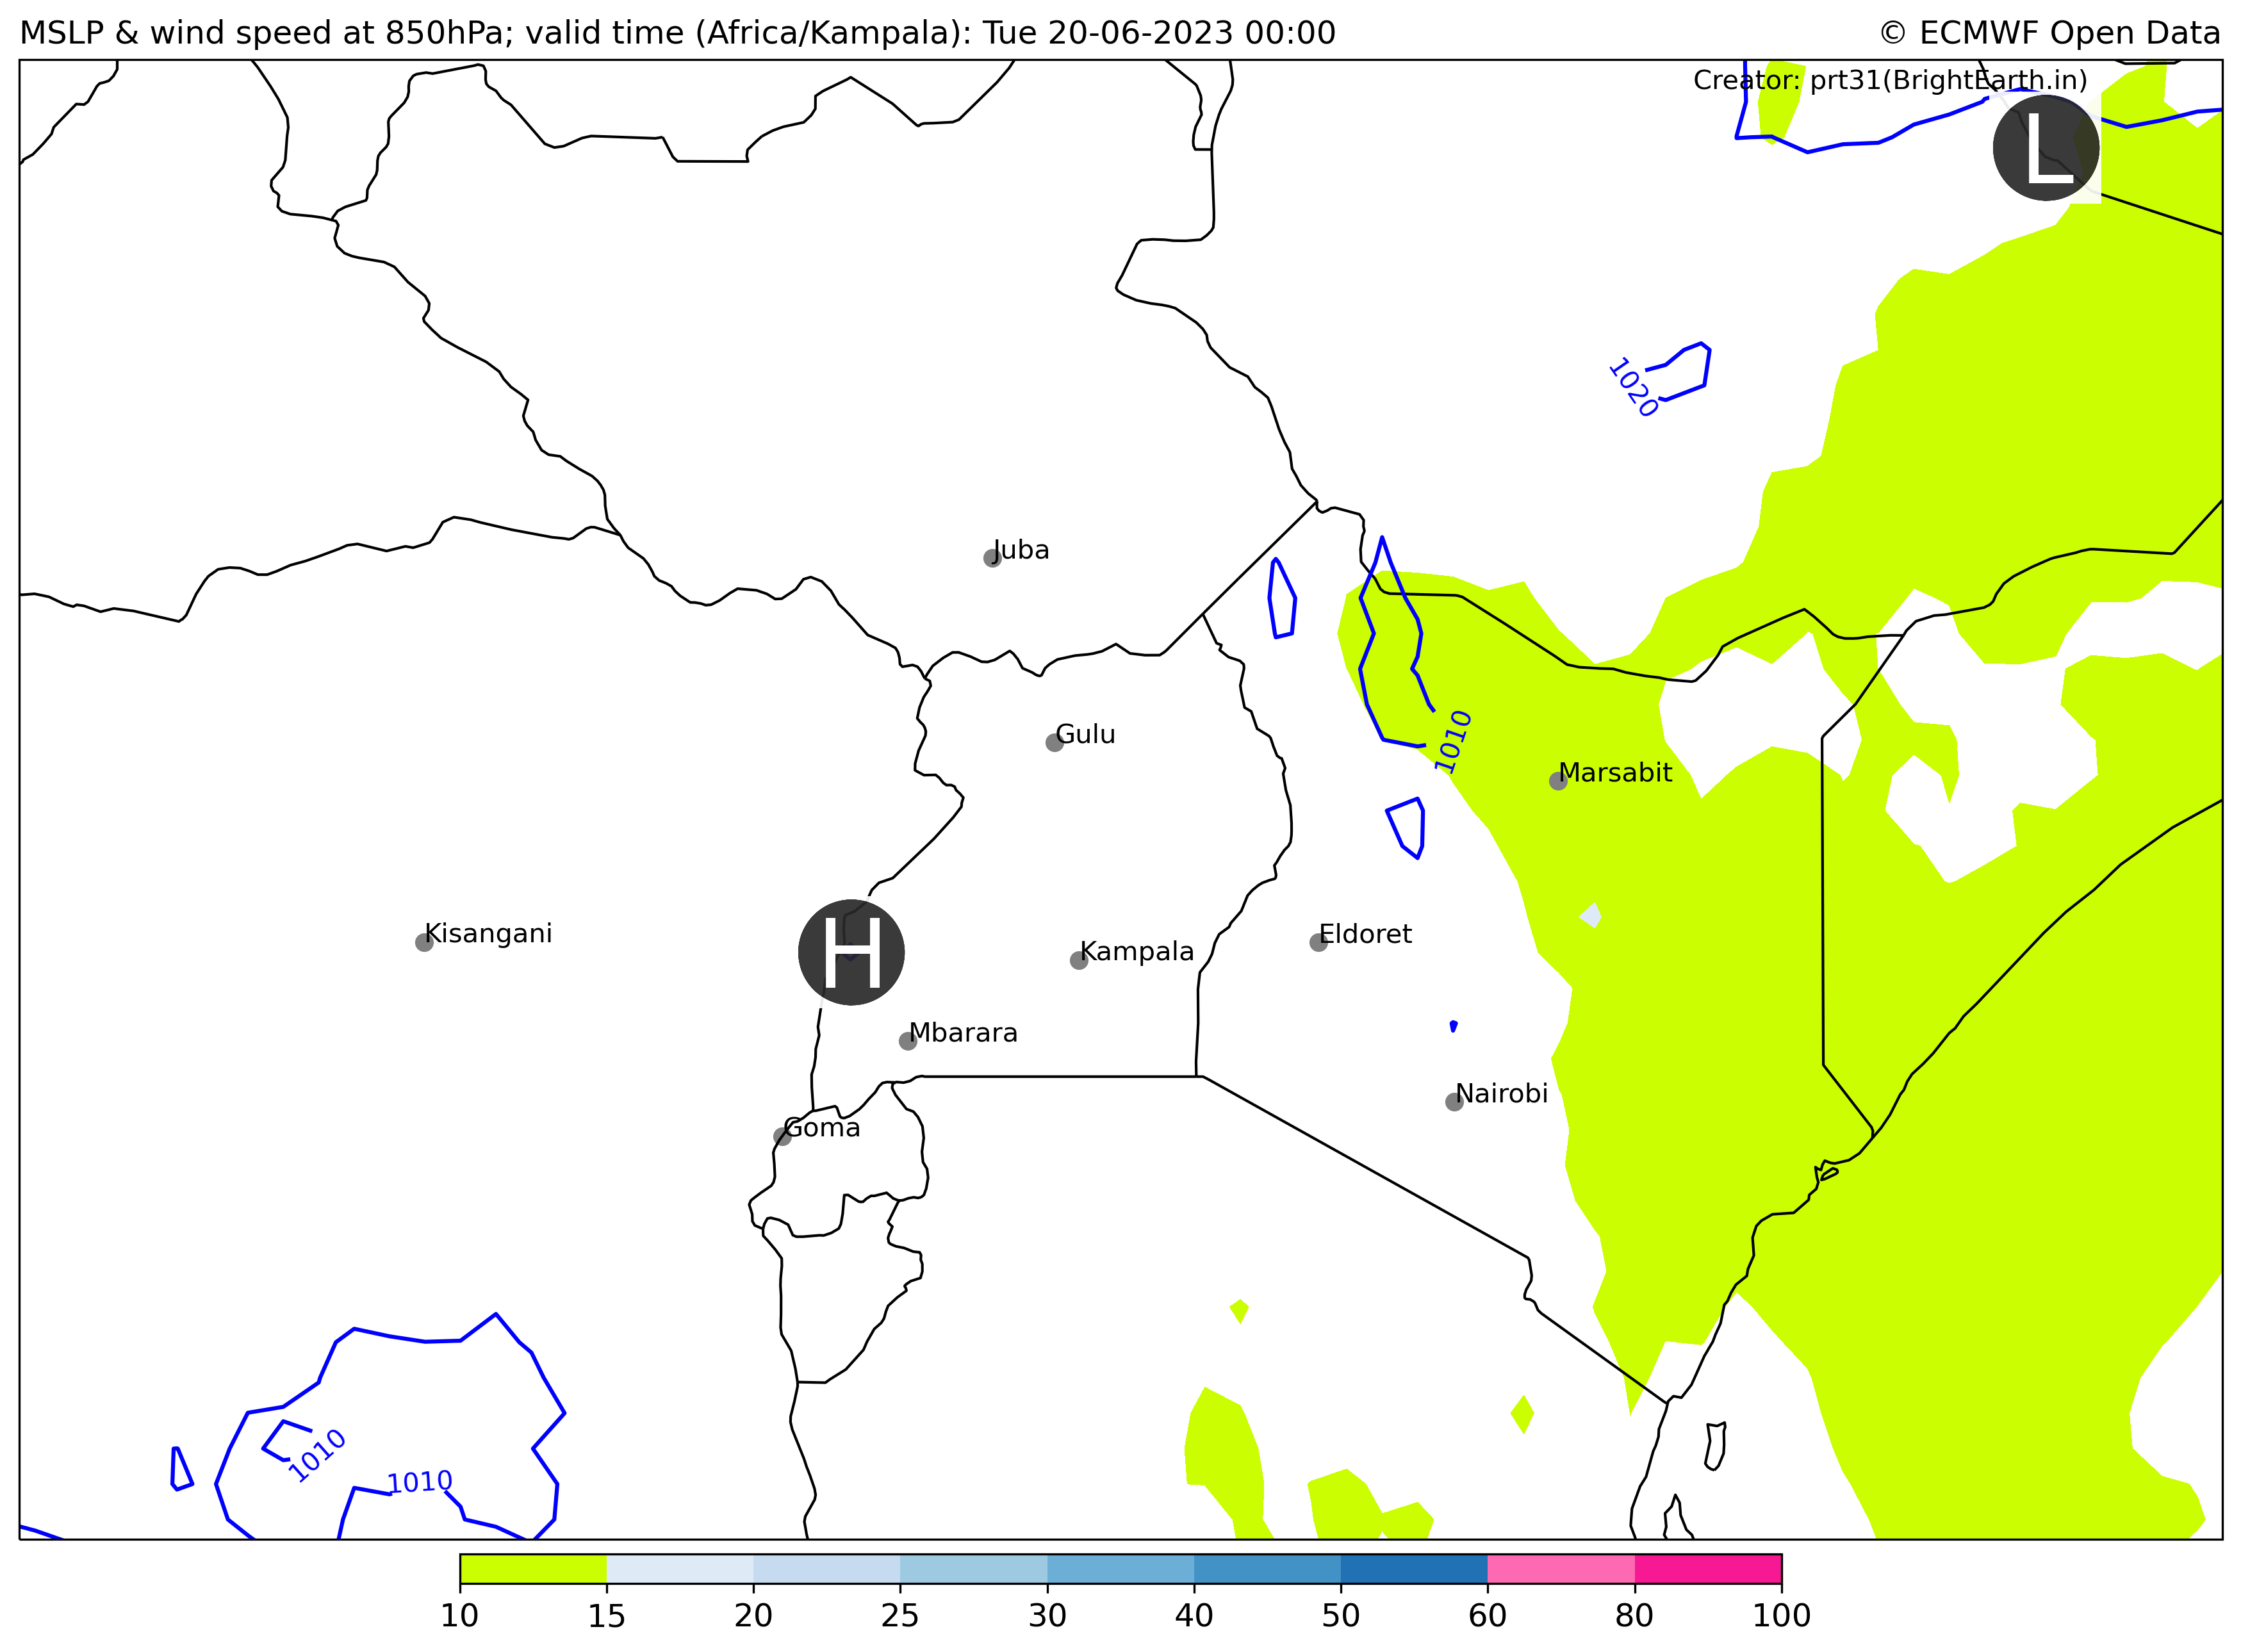 MSLP & wind speed at 850hPa; valid time (Africa/Kampala): Tue 20-06-2023 00:00
© ECMWF Open Data
Creator: prt31(BrightEarth.in)
L
1020
Juba
Gulu
1010
Marsabit
Kisangani
H
Kampala
Eldoret
Mbarara
Nairobi
Goma
1010
1010
10 15 20 25 30 40 50 60 80 100